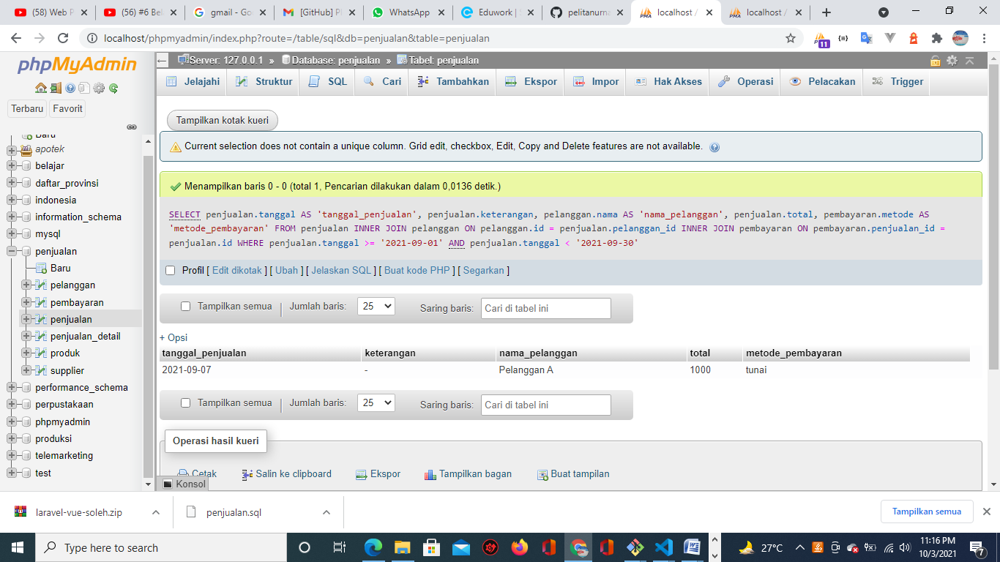 (58) Web P
(56) #6 Bel
gmail - Go
[GitHub] Pl
WhatsApp
Eduwork | S
pelitanurna
localhost /
localhost /
localhost/phpmyadmin/index.php?route=/table/sql&db=penjualan&table=penjualan
11
phpMyAdmin
Terbaru
Favorit
Baru
apotek
belajar
daftar_provinsi
indonesia
information_schema
mysql
penjualan
Baru
pelanggan
pembayaran
penjualan
penjualan_detail
produk
supplier
performance_schema
perpustakaan
phpmyadmin
produksi
telemarketing
test
Server: 127.0.0.1 » Database: penjualan » Tabel: penjualan
Jelajahi
Struktur
SQL
Cari
Tambahkan
Ekspor
Impor
Hak Akses
Operasi
Pelacakan
Trigger
Tampilkan kotak kueri
Current selection does not contain a unique column. Grid edit, checkbox, Edit, Copy and Delete features are not available.
Menampilkan baris 0 - 0 (total 1, Pencarian dilakukan dalam 0,0136 detik.)
SELECT penjualan.tanggal AS 'tanggal_penjualan', penjualan.keterangan, pelanggan.nama AS 'nama_pelanggan', penjualan.total, pembayaran.metode AS
'metode_pembayaran' FROM penjualan INNER JOIN pelanggan ON pelanggan.id = penjualan.pelanggan_id INNER JOIN pembayaran ON pembayaran.penjualan_id =
penjualan.id WHERE penjualan.tanggal >= '2021-09-01' AND penjualan.tanggal < '2021-09-30'
Profil [ Edit dikotak ] [ Ubah ] [ Jelaskan SQL ] [ Buat kode PHP ] [ Segarkan ]
Tampilkan semua | Jumlah baris: 25 Saring baris: Cari di tabel ini
+ Opsi
tanggal_penjualan keterangan nama_pelanggan total metode_pembayaran
2021-09-07 - Pelanggan A 1000 tunai
Tampilkan semua | Jumlah baris: 25 Saring baris: Cari di tabel ini
Operasi hasil kueri
Cetak
Salin ke clipboard
Ekspor
Tampilkan bagan
Buat tampilan
Konsol
laravel-vue-soleh.zip
penjualan.sql
Tampilkan semua
Type here to search
27°C
11:16 PM
10/3/2021
7